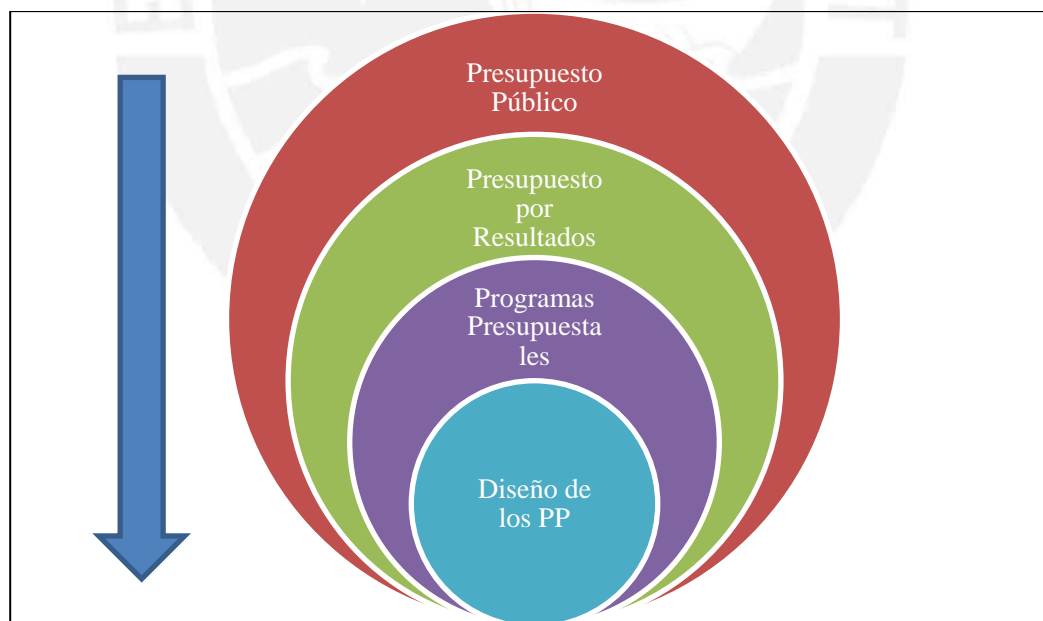 Presupuesto
Público
Presupuesto
por
Resultados
Programas
Presupuesta
les
Diseño de
los PP